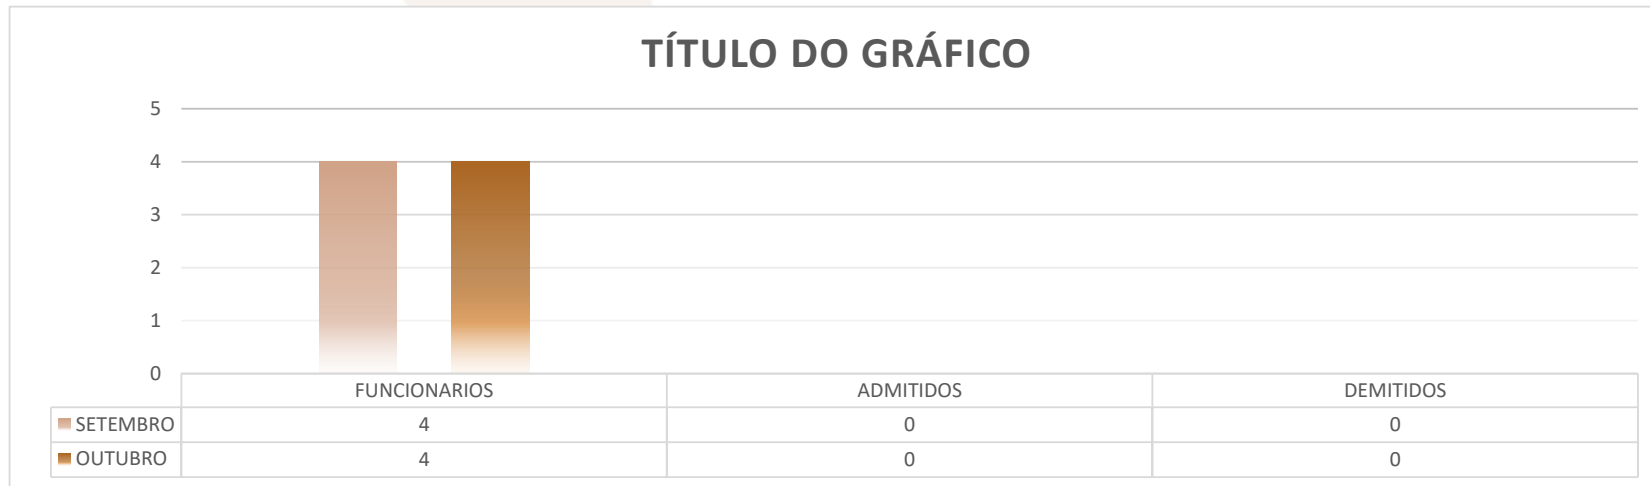 TÍTULO DO GRÁFICO
5
4
3
2
1
0
FUNCIONARIOS ADMITIDOS DEMITIDOS
SETEMBRO 4 0 0
OUTUBRO 4 0 0